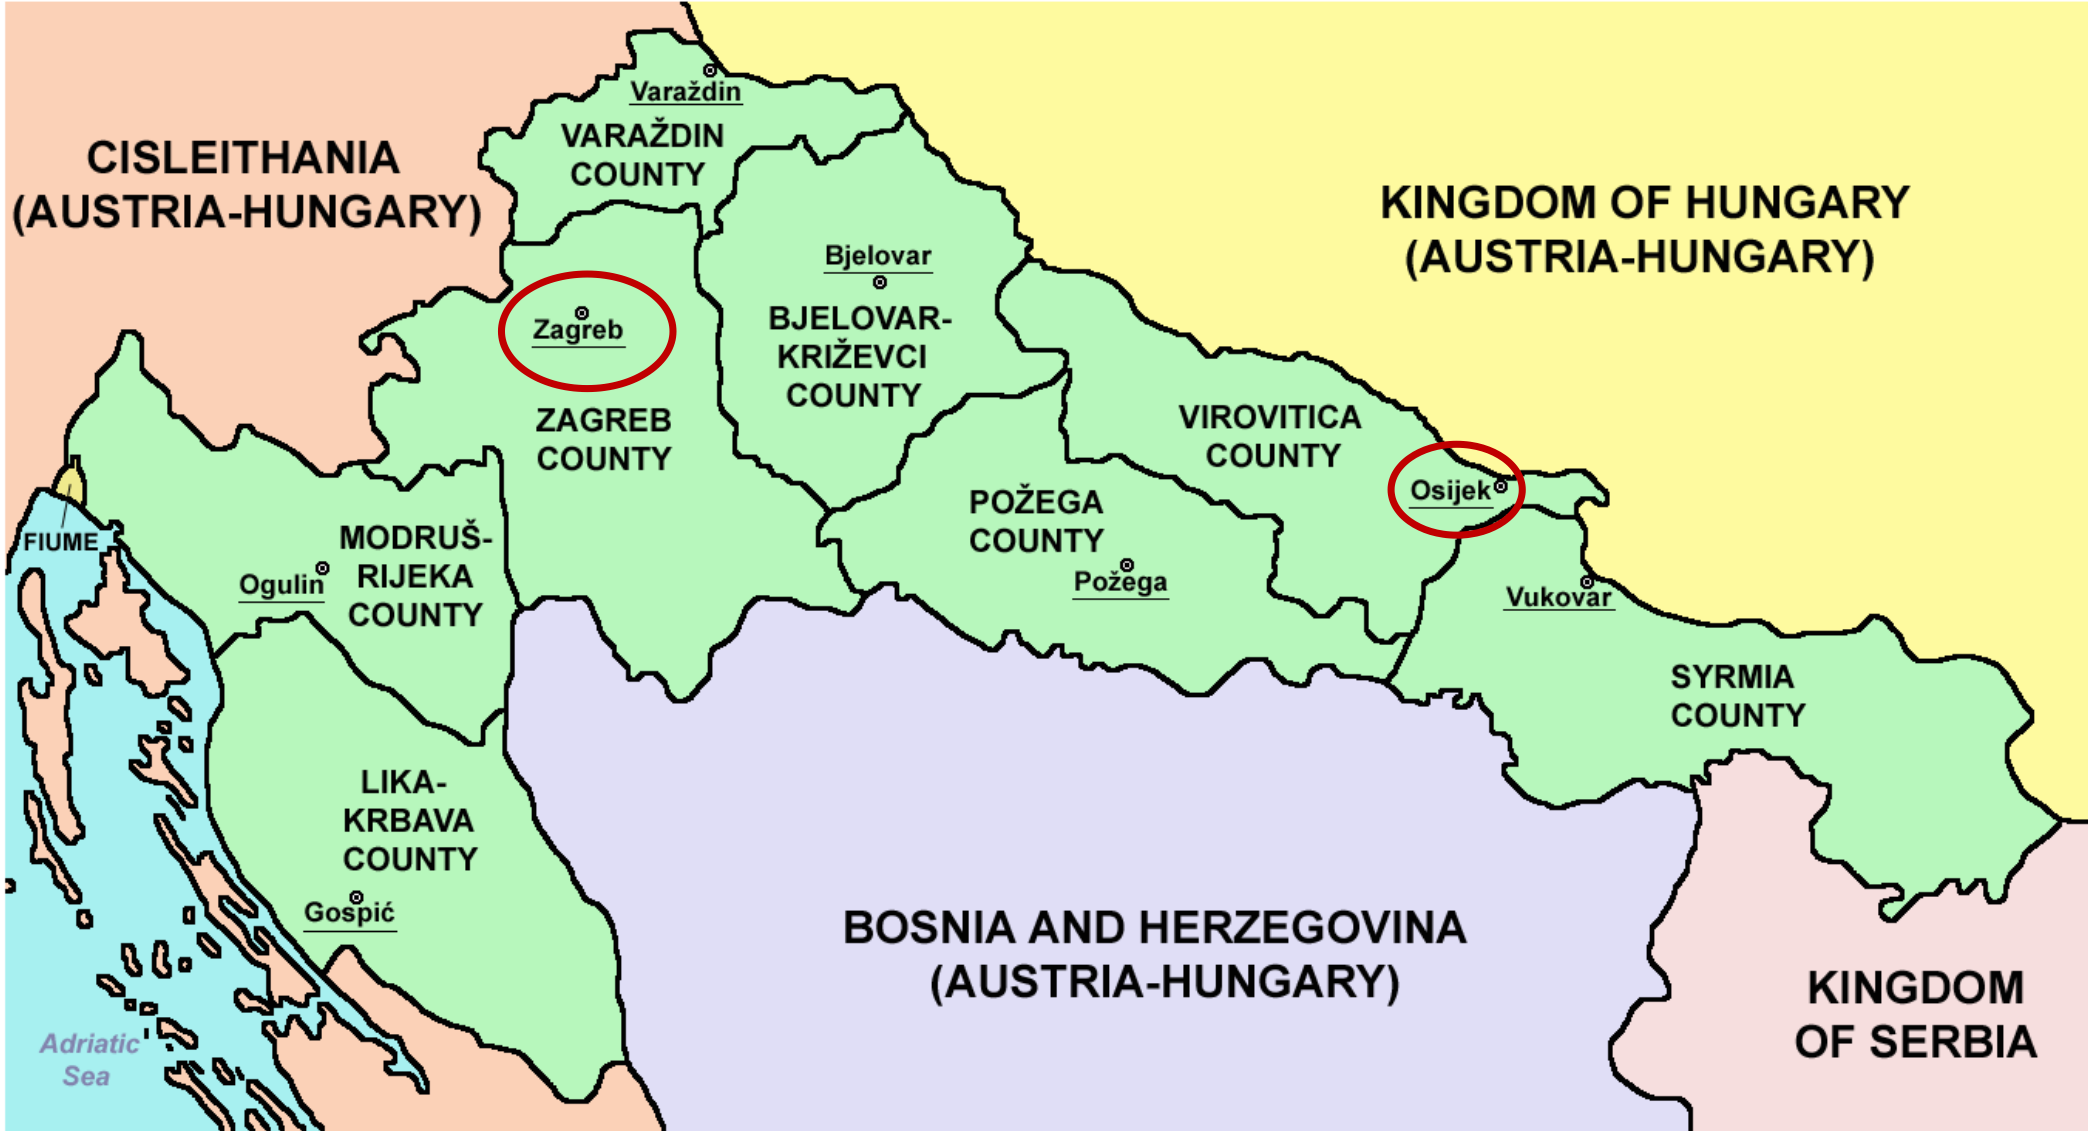 Varaždin
VARAŽDIN
COUNTY
CISLEITHANIA
(AUSTRIA-HUNGARY)
KINGDOM OF HUNGARY
(AUSTRIA-HUNGARY)
Bjelovar
BJELOVAR-
KRIŽEVCI
COUNTY
Zagreb
ZAGREB
COUNTY
VIROVITICA
COUNTY
Osijek
POŽEGA
COUNTY
Požega
FIUME
MODRUŠ-
RIJEKA
COUNTY
Ogulin
Vukovar
SYRMIA
COUNTY
LIKA-
KRBAVA
COUNTY
Gospić
BOSNIA AND HERZEGOVINA
(AUSTRIA-HUNGARY)
KINGDOM
OF SERBIA
Adriatic
Sea